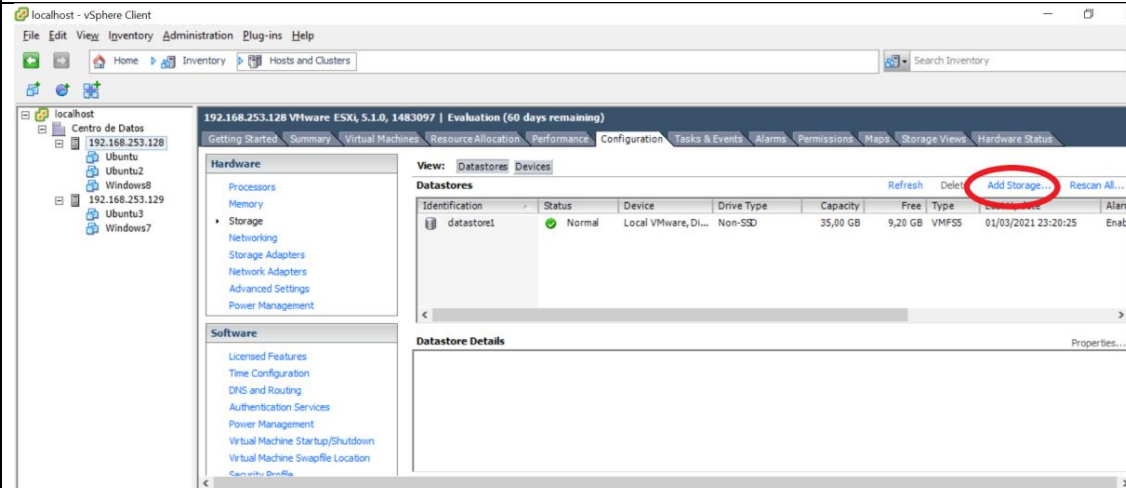 localhost - vSphere Client
File Edit View Inventory Administration Plug-ins Help
Home Inventory Hosts and Clusters Search Inventory
localhost
Centro de Datos
192.168.253.128
Ubuntu
Ubuntu2
Windows8
192.168.253.129
Ubuntu3
Windows7
192.168.253.128 VMware ESXi, 5.1.0, 1483097 | Evaluation (60 days remaining)
Getting Started Summary Virtual Machines Resource Allocation Performance Configuration Tasks & Events Alarms Permissions Maps Storage Views Hardware Status
Hardware
Processors
Memory
Storage
Networking
Storage Adapters
Network Adapters
Advanced Settings
Power Management
Software
Licensed Features
Time Configuration
DNS and Routing
Authentication Services
Power Management
Virtual Machine Startup/Shutdown
Virtual Machine Swapfile Location
Security Profile
View: Datastores Devices
Datastores Refresh Delet Add Storage... Rescan All...
Identification Status Device Drive Type Capacity Free Type Last Update Alarm
datastore1 Normal Local VMware, Di... Non-SSD 35,00 GB 9,20 GB VMFS5 01/03/2021 23:20:25 Enab
Datastore Details Properties...